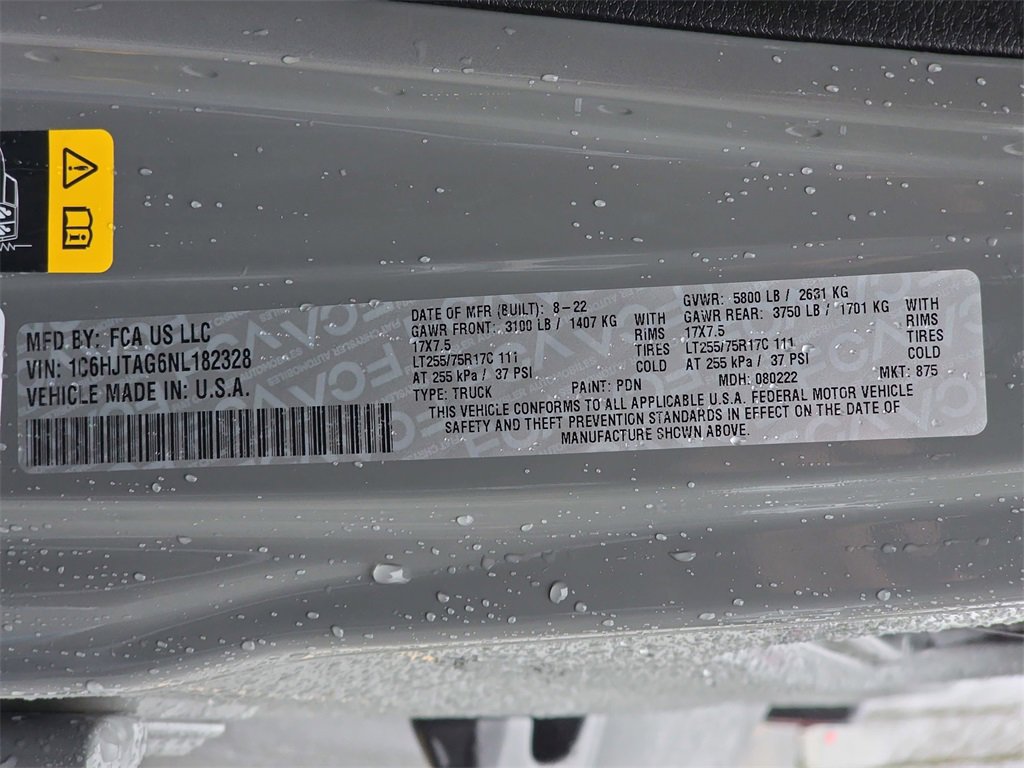 MFD BY: FCA US LLC
VIN: 1C6HJTAG6NL182328
VEHICLE MADE IN: U.S.A.
DATE OF MFR (BUILT): 8-22
GAWR FRONT: 3100 LB / 1407 KG WITH
17X7.5 RIMS
LT255/75R17C 111 TIRES
AT 255 kPa / 37 PSI COLD
TYPE: TRUCK PAINT: PDN
GVWR: 5800 LB / 2631 KG
GAWR REAR: 3750 LB / 1701 KG WITH
17X7.5 RIMS
LT255/75R17C 111 TIRES
AT 255 kPa / 37 PSI COLD
MDH: 080222 MKT: 875
THIS VEHICLE CONFORMS TO ALL APPLICABLE U.S.A. FEDERAL MOTOR VEHICLE
SAFETY AND THEFT PREVENTION STANDARDS IN EFFECT ON THE DATE OF
MANUFACTURE SHOWN ABOVE.